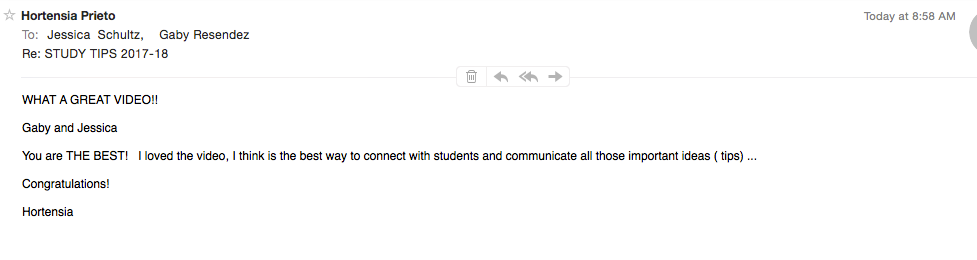 Hortensia Prieto Today at 8:58 AM
To: Jessica Schultz, Gaby Resendez
Re: STUDY TIPS 2017-18
WHAT A GREAT VIDEO!!
Gaby and Jessica
You are THE BEST! I loved the video, I think is the best way to connect with students and communicate all those important ideas ( tips) ...
Congratulations!
Hortensia